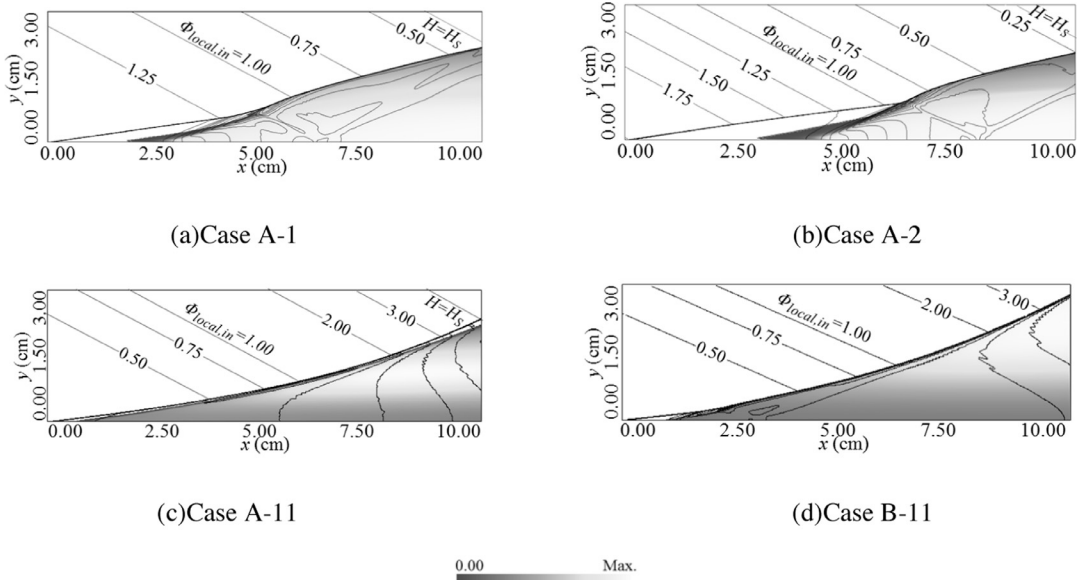 3.00
1.50
0.00
y (cm)
1.25
Φlocal,in=1.00
0.75
0.50
H=Hs
0.00 2.50 5.00 7.50 10.00
x (cm)
(a)Case A-1
3.00
1.50
0.00
y (cm)
1.75
1.50
1.25
Φlocal,in=1.00
0.75
0.50
0.25
H=Hs
0.00 2.50 5.00 7.50 10.00
x (cm)
(b)Case A-2
3.00
1.50
0.00
y (cm)
0.50
0.75
Φlocal,in=1.00
2.00
3.00
H=Hs
0.00 2.50 5.00 7.50 10.00
x (cm)
(c)Case A-11
3.00
1.50
0.00
y (cm)
0.50
0.75
Φlocal,in=1.00
2.00
3.00
0.00 2.50 5.00 7.50 10.00
x (cm)
(d)Case B-11
0.00 Max.